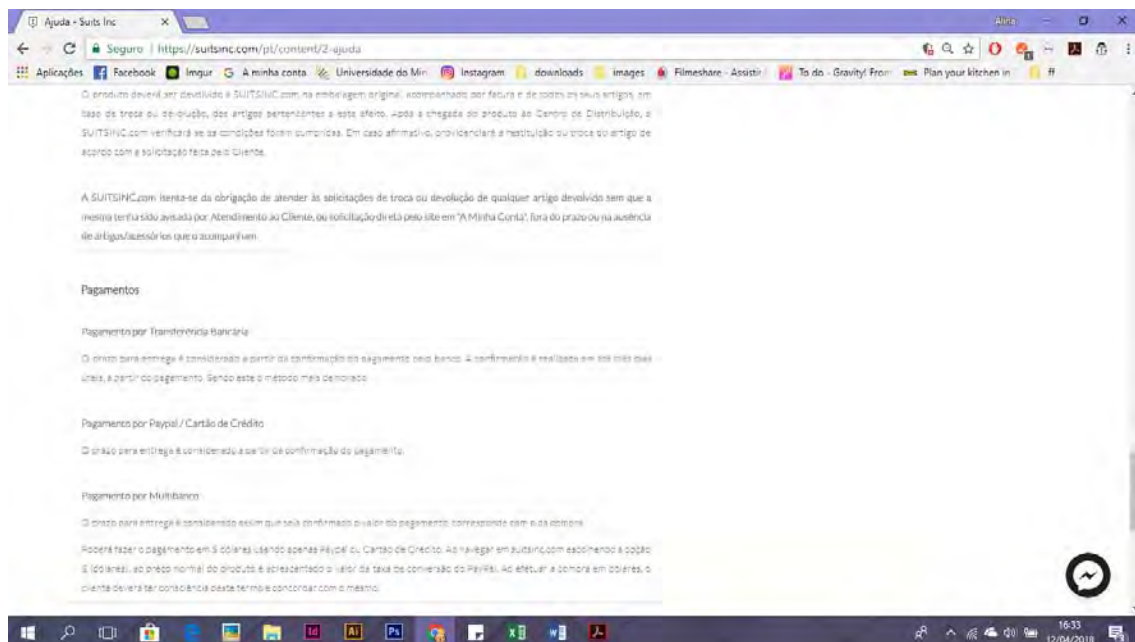 Ajuda - Suits Inc
Alina
Seguro | https://suitsinc.com/pt/content/2-ajuda
Aplicações Facebook Imgur A minha conta Universidade do Min Instagram downloads images Filmeshare - Assistir To do - Gravity! From Plan your kitchen in ff
O produto deverá ser devolvido à SUITSINC.com na embalagem original, acompanhado por fatura e de todos os seus artigos, em
caso de troca ou devolução, dos artigos pertencentes a este efeito. Após a chegada do produto ao Centro de Distribuição, a
SUITSINC.com verificará se as condições foram cumpridas. Em caso afirmativo, providenciará a restituição ou troca do artigo de
acordo com a solicitação feita pelo Cliente.
A SUITSINC.com isenta-se da obrigação de atender às solicitações de troca ou devolução de qualquer artigo devolvido sem que a
mesma tenha sido avisada por Atendimento ao Cliente, ou solicitação direta pelo site em "A Minha Conta", fora do prazo ou na ausência
de artigos/acessórios que o acompanham.
Pagamentos
Pagamento por Transferência Bancária
O prazo para entrega é considerado a partir da confirmação do pagamento pelo banco. A confirmação é realizada em até três dias
úteis, a partir do pagamento. Sendo este o método mais demorado.
Pagamento por Paypal / Cartão de Crédito
O prazo para entrega é considerado a partir da confirmação do pagamento.
Pagamento por Multibanco
O prazo para entrega é considerado assim que seja confirmado o valor do pagamento, corresponde com o da compra.
Poderá fazer o pagamento em $ dólares usando apenas Paypal ou Cartão de Crédito. Ao navegar em suitsinc.com escolhendo a opção
$ (dólares), ao preço normal do produto é acrescentado o valor da taxa de conversão do PayPal. Ao efetuar a compra em dólares, o
cliente deverá ter consciência deste termo e concordar com o mesmo.
16:33
12/04/2018